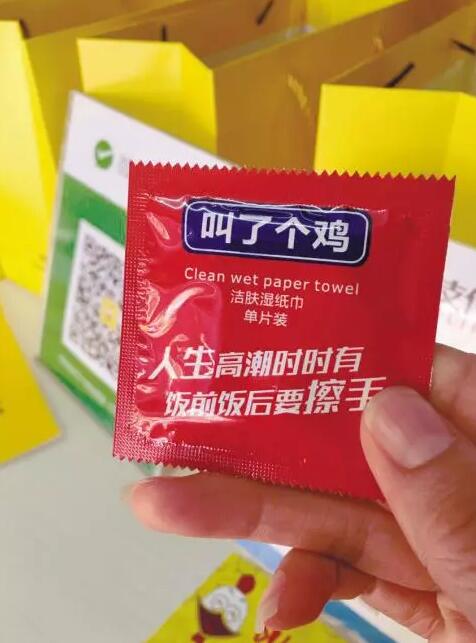 叫了个鸡
Clean wet paper towel
洁肤湿纸巾
单片装
人生高潮时时有
饭前饭后要擦手